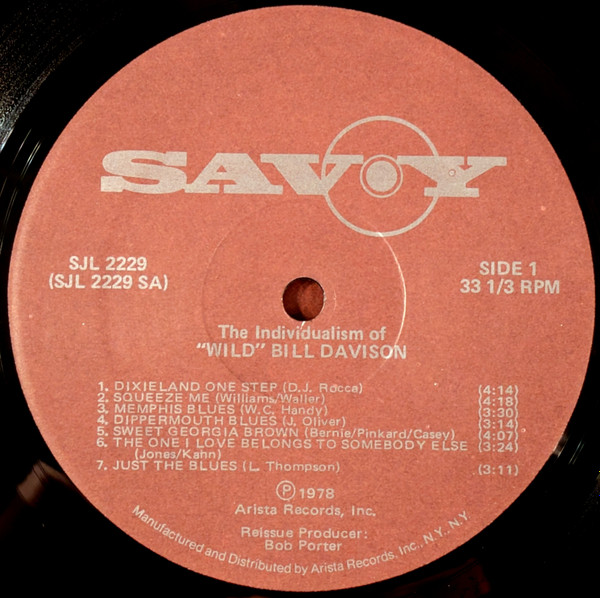 SAVOY
SJL 2229
(SJL 2229 SA)
SIDE 1
33 1/3 RPM
The Individualism of
"WILD" BILL DAVISON
1. DIXIELAND ONE STEP (D.J. Rucca) (4:14)
2. SQUEEZE ME (Williams/Waller) (4:18)
3. MEMPHIS BLUES (W.C. Handy) (3:30)
4. DIPPERMOUTH BLUES (J. Oliver) (3:14)
5. SWEET GEORGIA BROWN (Bernie/Pinkard/Casey) (4:07)
6. THE ONE I LOVE BELONGS TO SOMEBODY ELSE (3:24)
(Jones/Kahn)
7. JUST THE BLUES (L. Thompson) (3:11)
Ⓟ 1978
Arista Records, Inc.
Reissue Producer:
Bob Porter
Manufactured and Distributed by Arista Records, Inc., N.Y., N.Y.